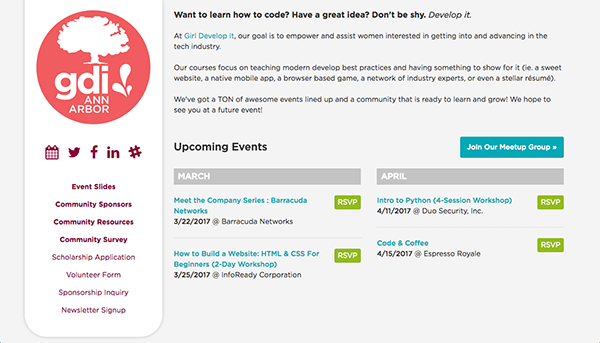 gdi
ANN
ARBOR
Event Slides
Community Sponsors
Community Resources
Community Survey
Scholarship Application
Volunteer Form
Sponsorship Inquiry
Newsletter Signup
Want to learn how to code? Have a great idea? Don't be shy. Develop it.
At Girl Develop It, our goal is to empower and assist women interested in getting into and advancing in the
tech industry.
Our courses focus on teaching modern develop best practices and having something to show for it (ie. a sweet
website, a native mobile app, a browser based game, a network of industry experts, or even a stellar résumé).
We've got a TON of awesome events lined up and a community that is ready to learn and grow! We hope to
see you at a future event!
Upcoming Events
Join Our Meetup Group »
MARCH
Meet the Company Series : Barracuda
Networks
3/22/2017 @ Barracuda Networks
RSVP
How to Build a Website: HTML & CSS For
Beginners (2-Day Workshop)
3/25/2017 @ InfoReady Corporation
RSVP
APRIL
Intro to Python (4-Session Workshop)
4/11/2017 @ Duo Security, Inc.
RSVP
Code & Coffee
4/15/2017 @ Espresso Royale
RSVP